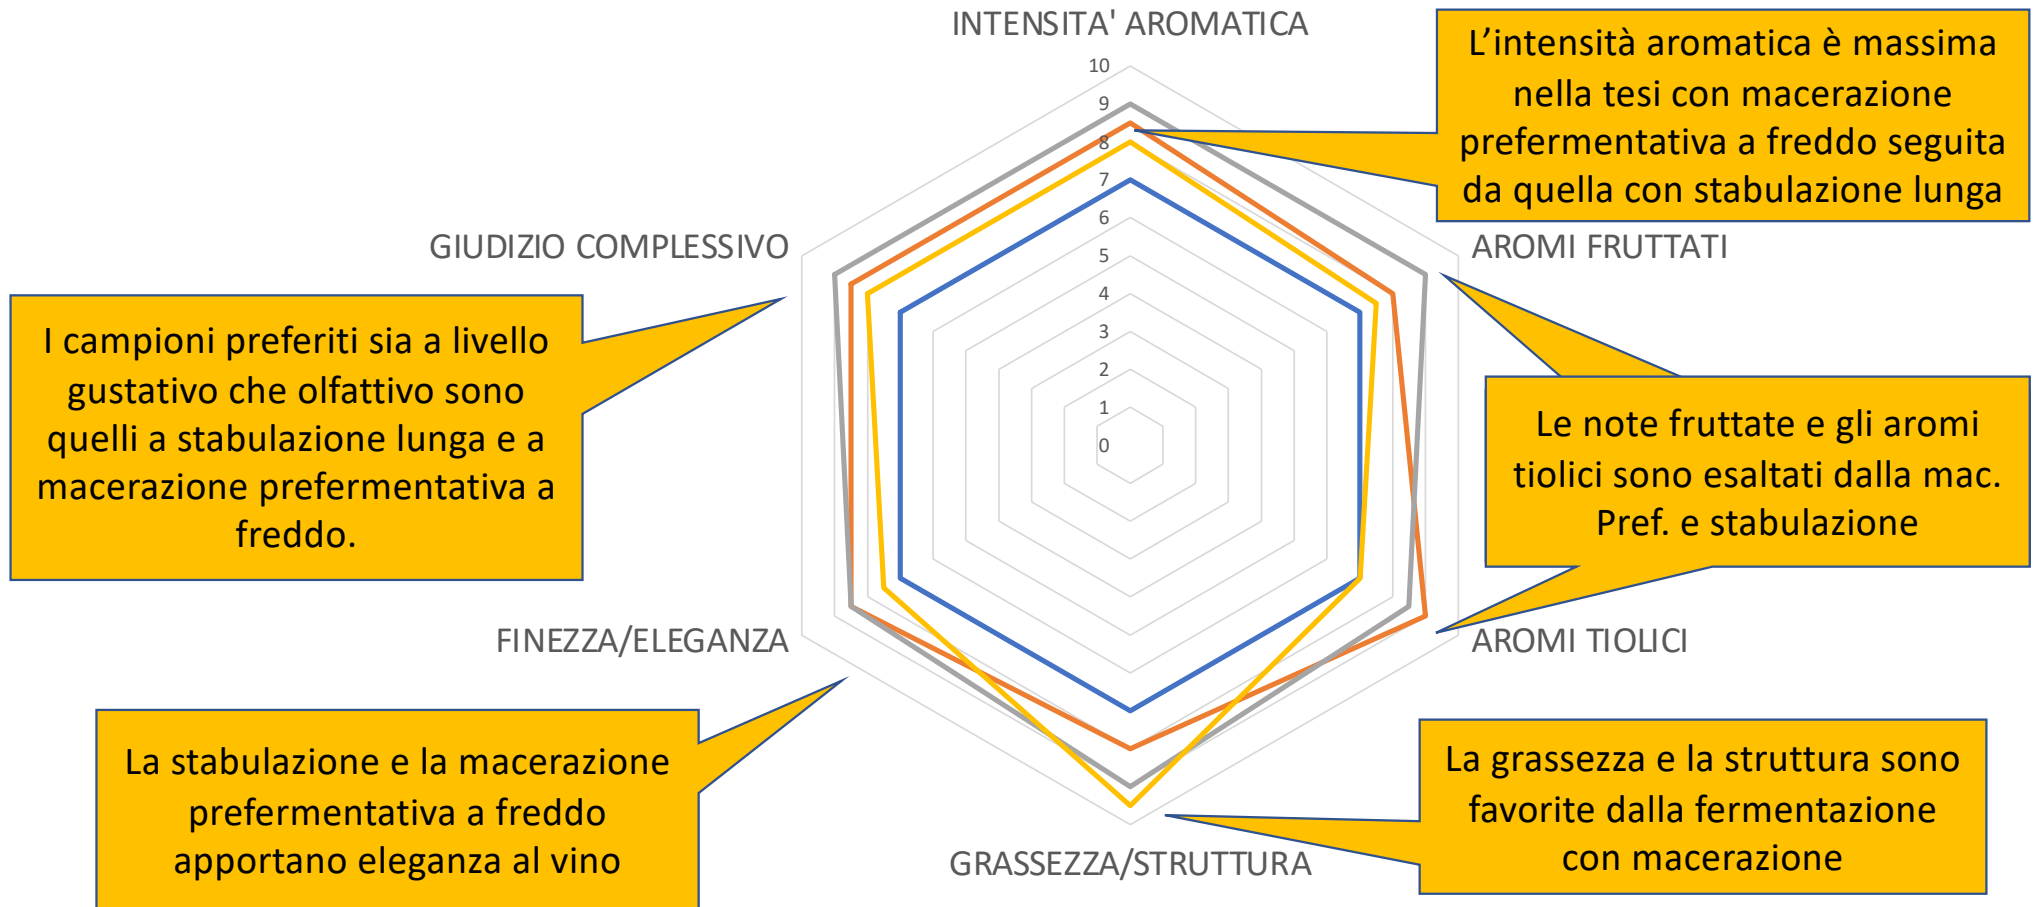 INTENSITA' AROMATICA
L'intensità aromatica è massima
nella tesi con macerazione
prefermentativa a freddo seguita
da quella con stabulazione lunga
10
9
8
7
6
5
4
3
2
1
0
GIUDIZIO COMPLESSIVO
AROMI FRUTTATI
I campioni preferiti sia a livello
gustativo che olfattivo sono
quelli a stabulazione lunga e a
macerazione prefermentativa a
freddo.
Le note fruttate e gli aromi
tiolici sono esaltati dalla mac.
Pref. e stabulazione
FINEZZA/ELEGANZA
AROMI TIOLICI
La stabulazione e la macerazione
prefermentativa a freddo
apportano eleganza al vino
La grassezza e la struttura sono
favorite dalla fermentazione
con macerazione
GRASSEZZA/STRUTTURA